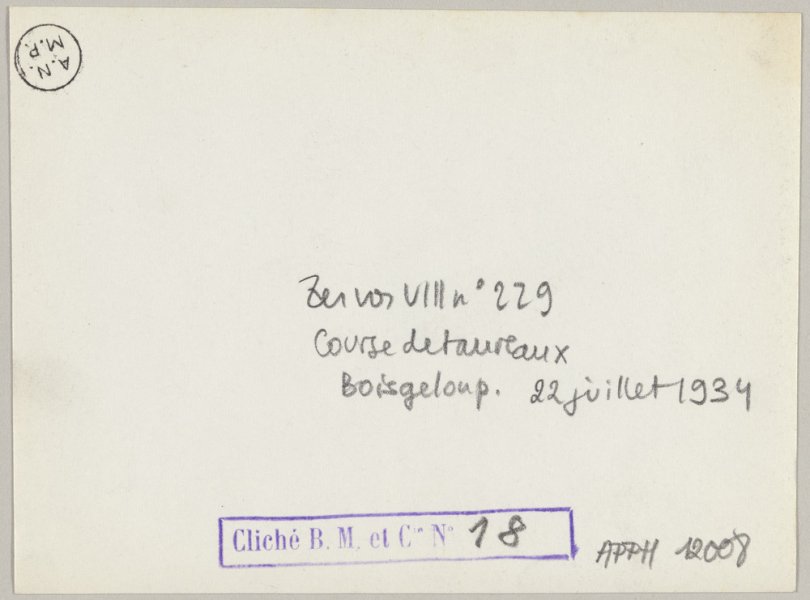 A.N.
M.P.
Zervos VIII n° 229
Course de taureaux
Boisgeloup. 22 juillet 1934
Cliché B. M. et Cie N° 18
APPH 12008